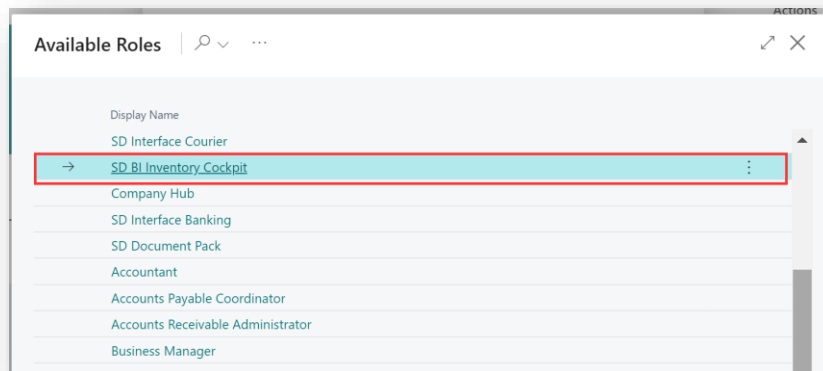 Actions
Available Roles
Display Name
SD Interface Courier
SD BI Inventory Cockpit
Company Hub
SD Interface Banking
SD Document Pack
Accountant
Accounts Payable Coordinator
Accounts Receivable Administrator
Business Manager